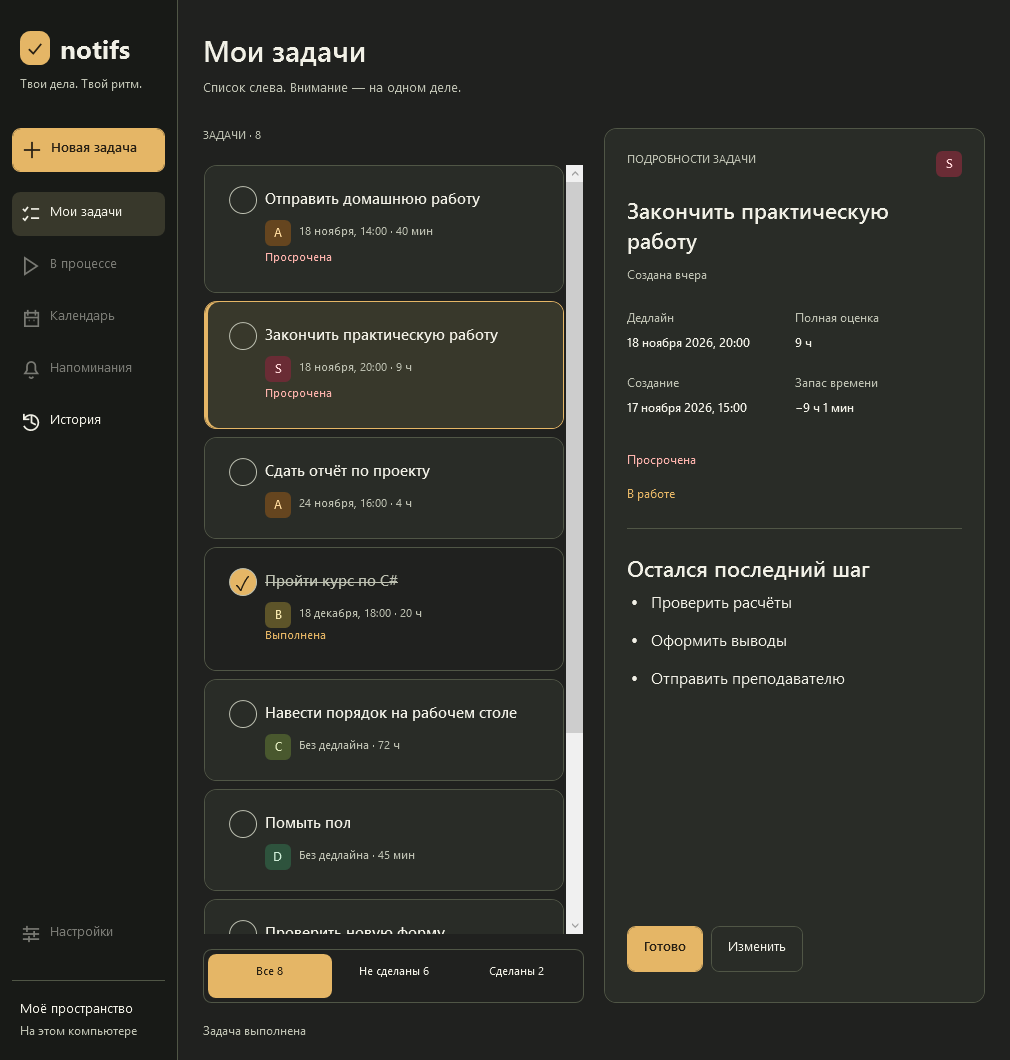 notifs
Твои дела. Твой ритм.
Новая задача
Мои задачи
В процессе
Календарь
Напоминания
История
Настройки
Моё пространство
На этом компьютере
Мои задачи
Список слева. Внимание — на одном деле.
ЗАДАЧИ · 8
Отправить домашнюю работу
A 18 ноября, 14:00 · 40 мин
Просрочена
Закончить практическую работу
S 18 ноября, 20:00 · 9 ч
Просрочена
Сдать отчёт по проекту
A 24 ноября, 16:00 · 4 ч
Пройти курс по C#
B 18 декабря, 18:00 · 20 ч
Выполнена
Навести порядок на рабочем столе
C Без дедлайна · 72 ч
Помыть пол
D Без дедлайна · 45 мин
Проверить новую форму
Все 8 Не сделаны 6 Сделаны 2
Задача выполнена
ПОДРОБНОСТИ ЗАДАЧИ S
Закончить практическую
работу
Создана вчера
Дедлайн Полная оценка
18 ноября 2026, 20:00 9 ч
Создание Запас времени
17 ноября 2026, 15:00 −9 ч 1 мин
Просрочена
В работе
Остался последний шаг
• Проверить расчёты
• Оформить выводы
• Отправить преподавателю
Готово Изменить